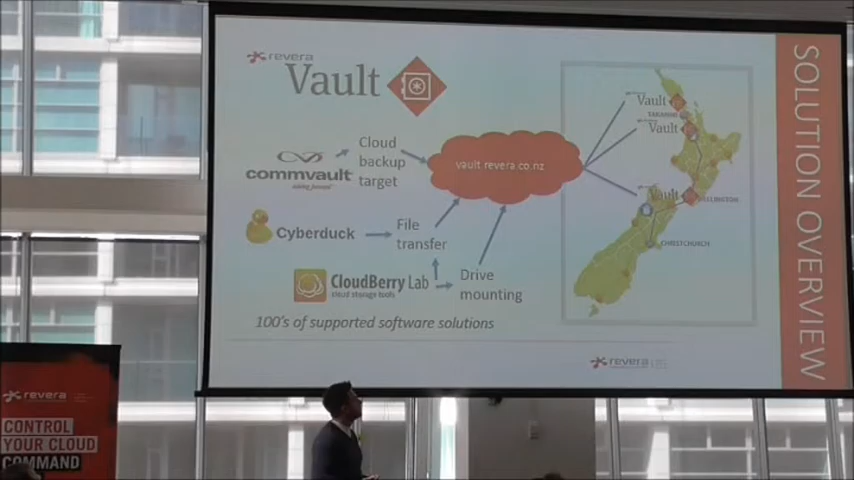 revera
Vault
Cloud
backup
target
commvault
Cyberduck
File
transfer
CloudBerry Lab
cloud storage tools
Drive
mounting
100's of supported software solutions
vault.revera.co.nz
Vault
Vault
Vault
CHRISTCHURCH
revera
SOLUTION OVERVIEW
revera
CONTROL
YOUR CLOUD
COMMAND